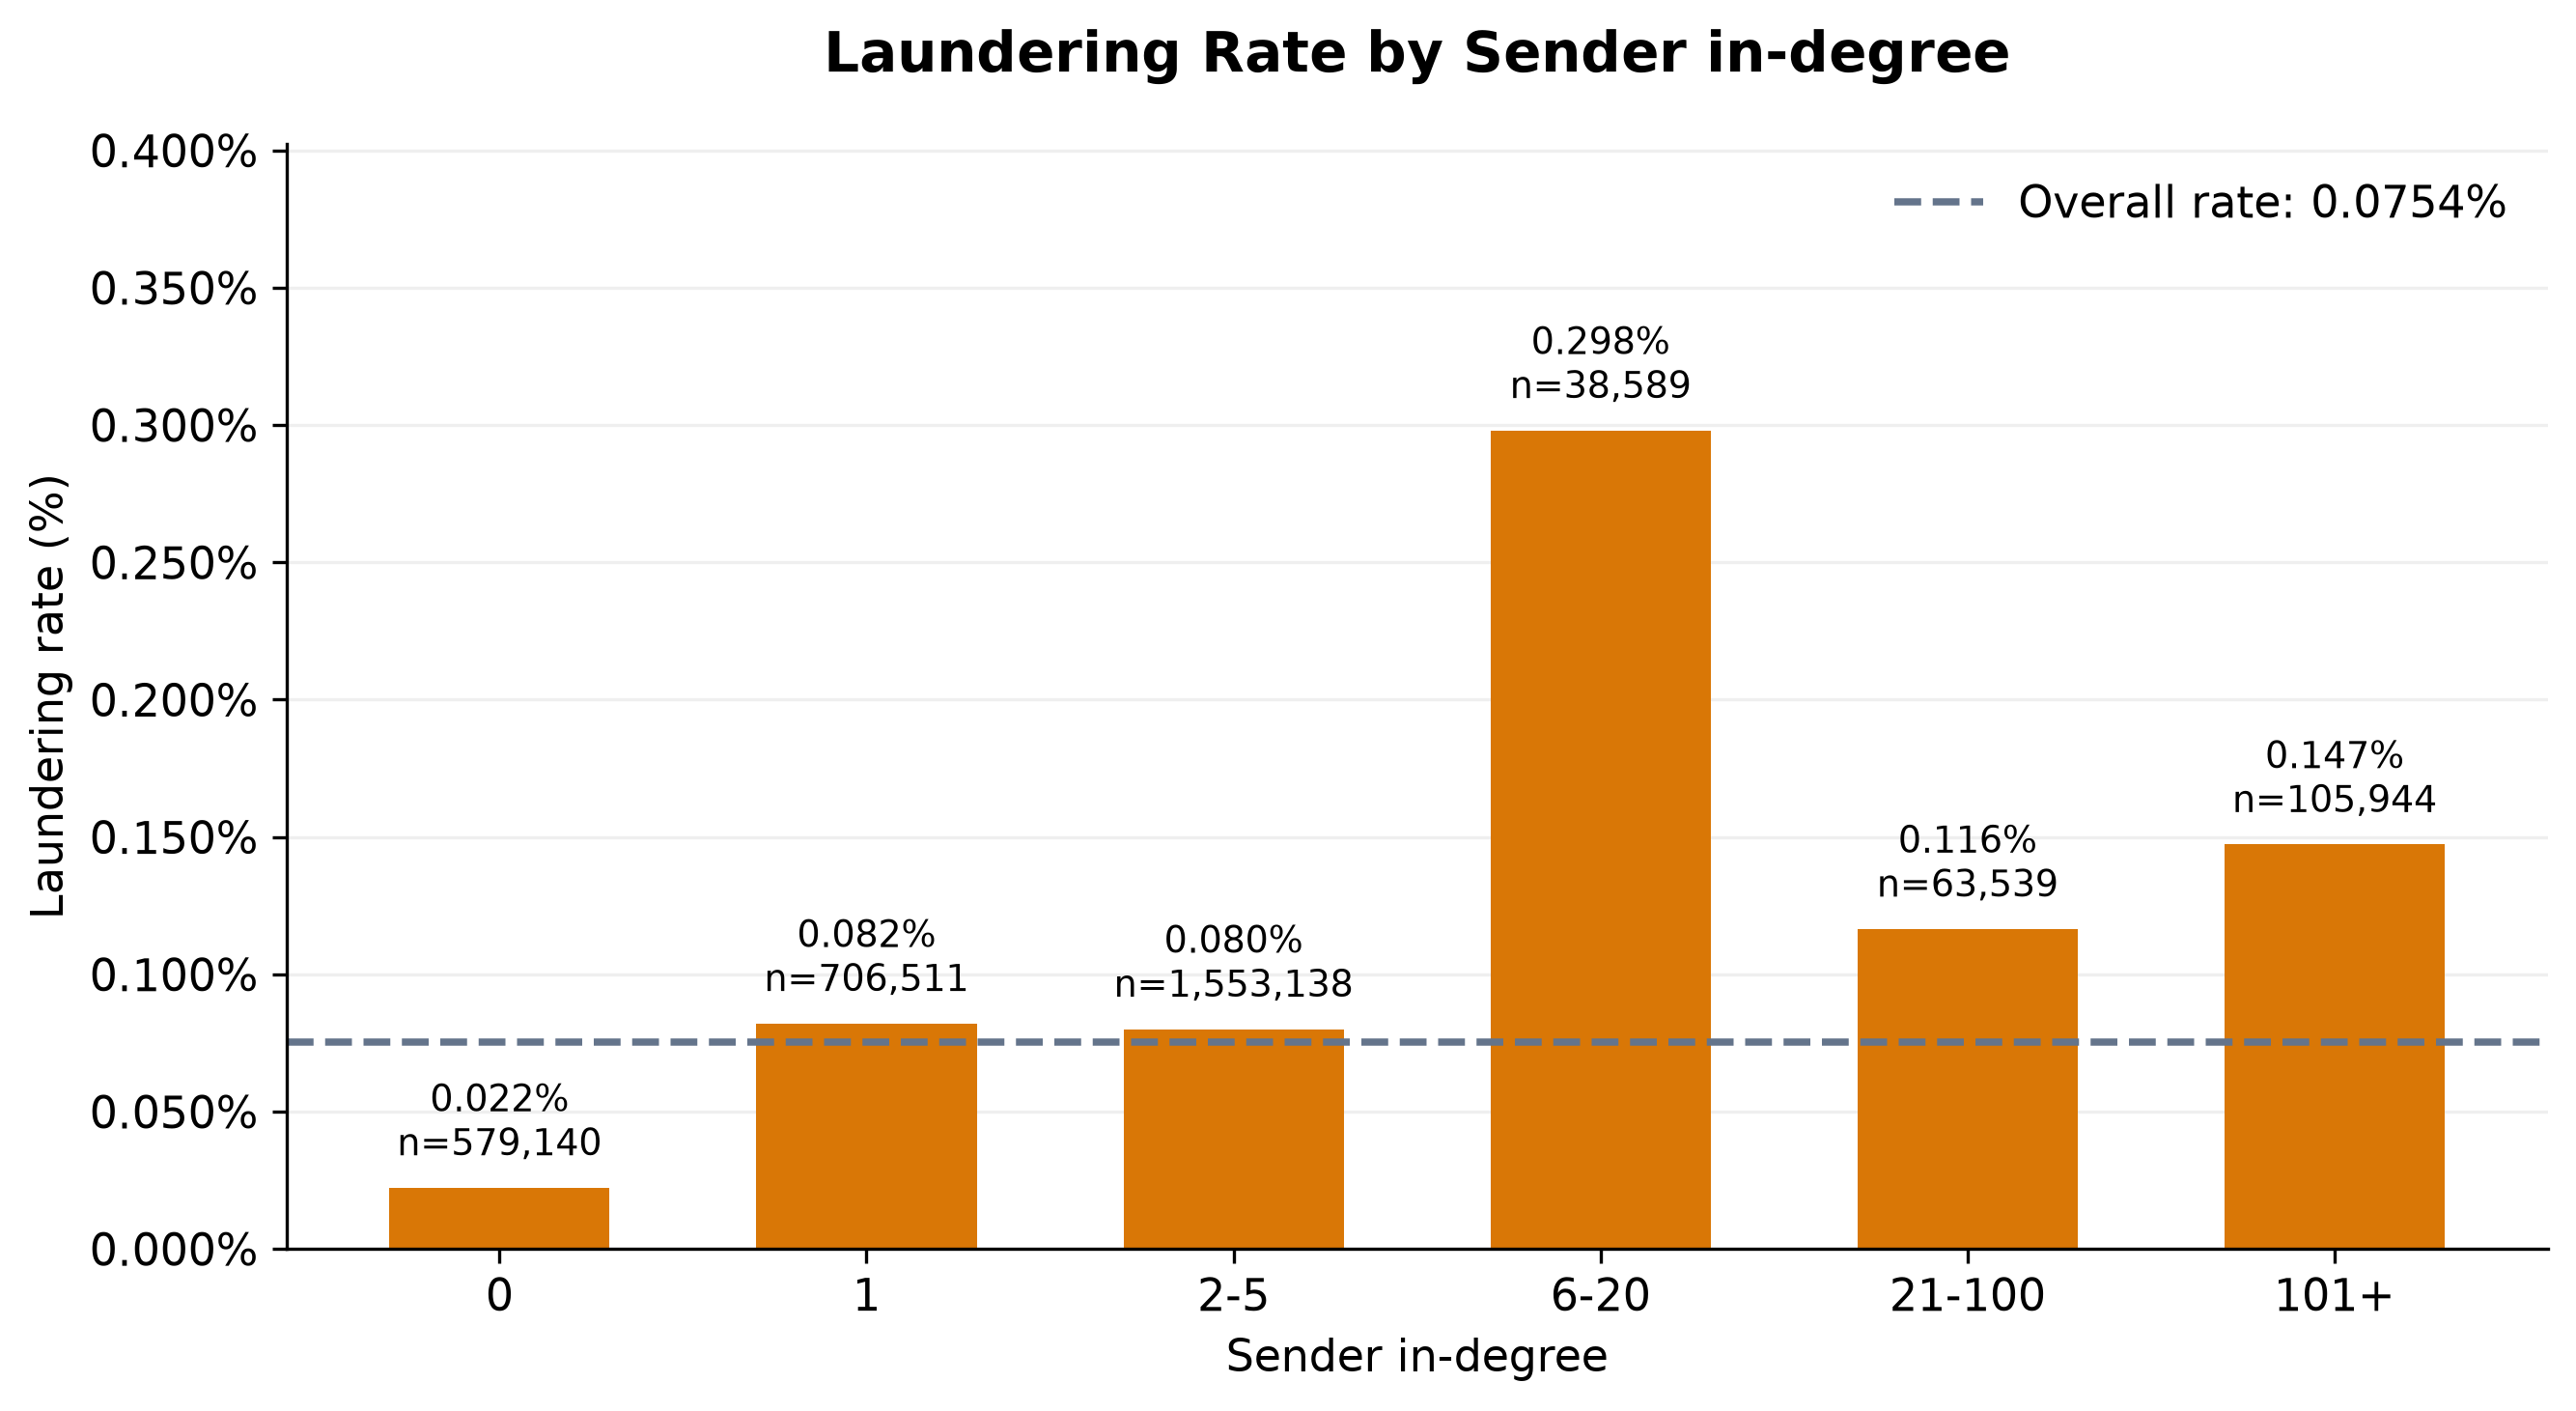 Laundering Rate by Sender in-degree
Laundering rate (%)
0.400%
0.350%
0.300%
0.250%
0.200%
0.150%
0.100%
0.050%
0.000%
Overall rate: 0.0754%
0.022%
n=579,140
0.082%
n=706,511
0.080%
n=1,553,138
0.298%
n=38,589
0.116%
n=63,539
0.147%
n=105,944
0
1
2-5
6-20
21-100
101+
Sender in-degree